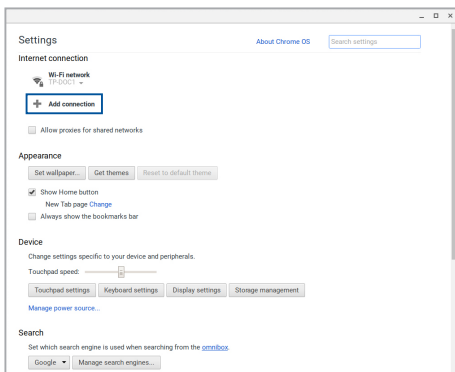 Settings
About Chrome OS
Search settings
Internet connection
Wi-Fi network
TP-DOC1
Add connection
Allow proxies for shared networks
Appearance
Set wallpaper... Get themes Reset to default theme
Show Home button
New Tab page Change
Always show the bookmarks bar
Device
Change settings specific to your device and peripherals.
Touchpad speed:
Touchpad settings Keyboard settings Display settings Storage management
Manage power source...
Search
Set which search engine is used when searching from the omnibox.
Google Manage search engines...